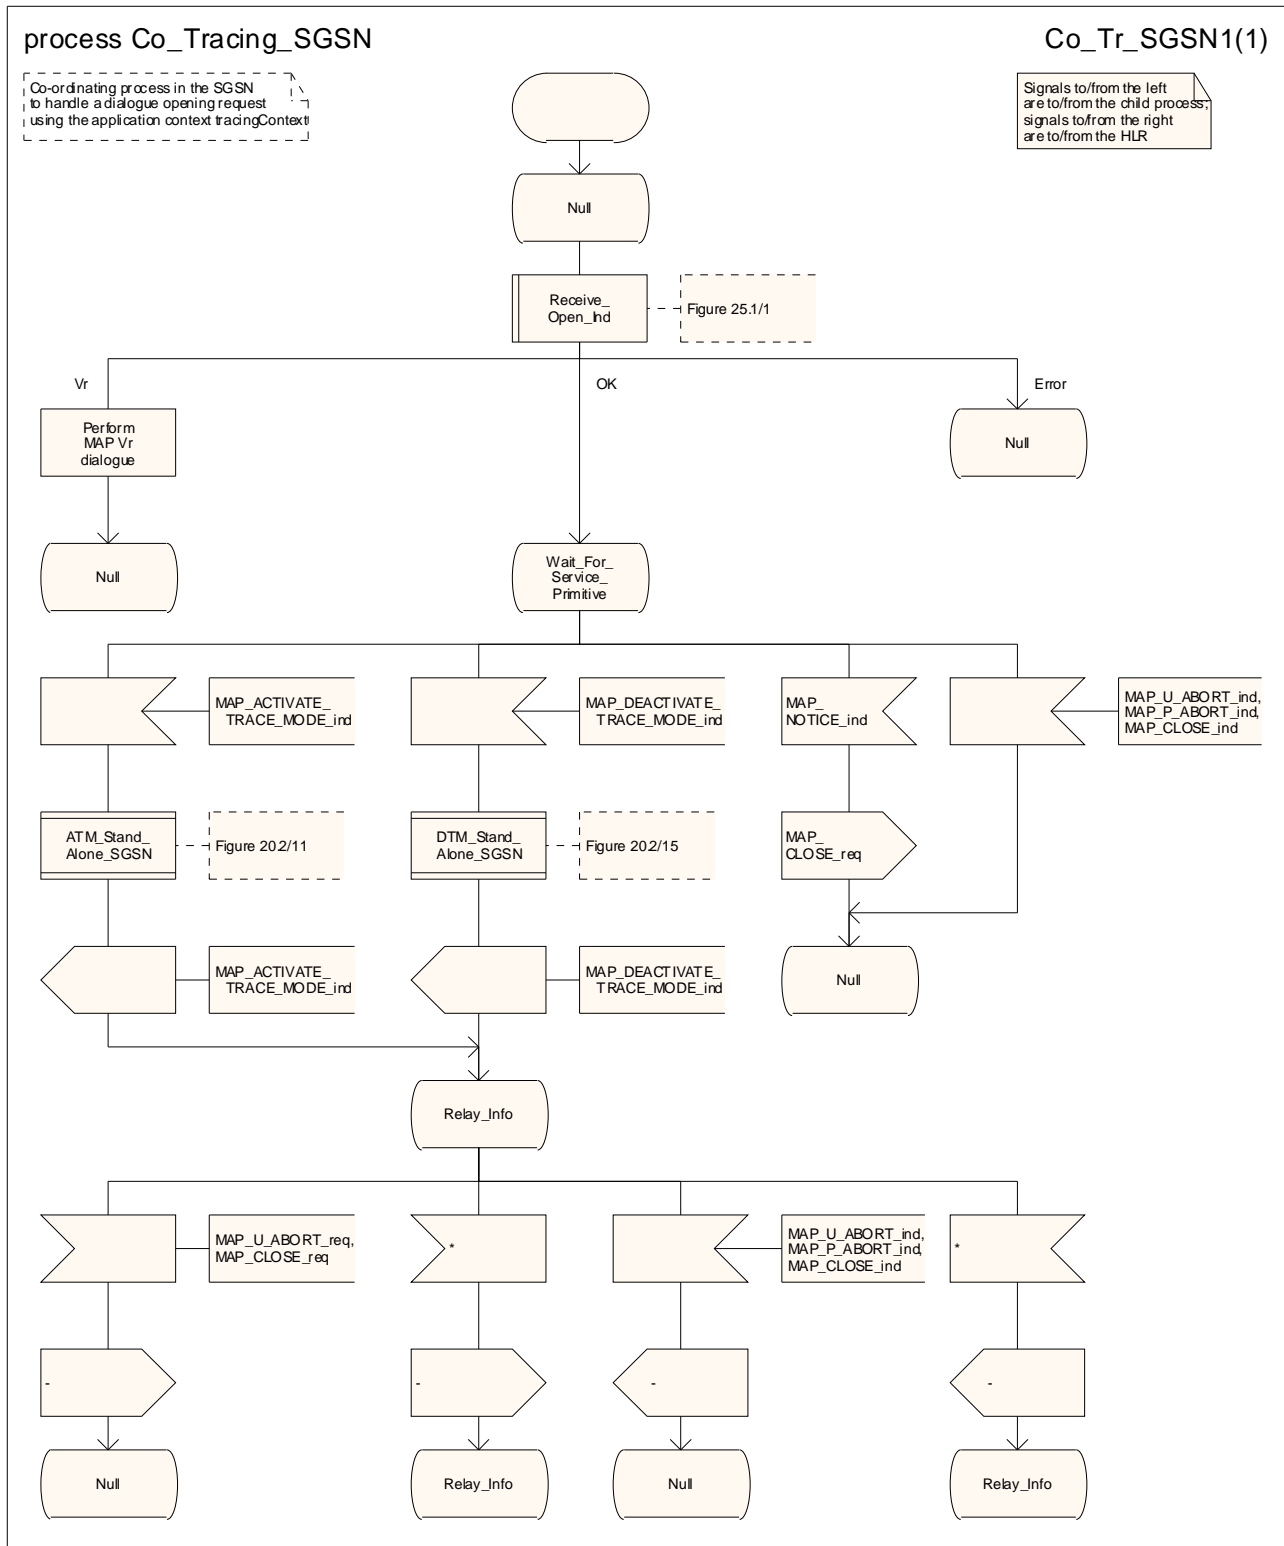 process Co_Tracing_SGSN
Co_Tr_SGSN1(1)
Co-ordinating process in the SGSN
to handle a dialogue opening request
using the application context tracingContext
Signals to/from the left
are to/from the child process;
signals to/from the right
are to/from the HLR
Null
Receive_
Open_Ind
Figure 25.1/1
Vr
OK
Error
Perform
MAP Vr
dialogue
Null
Null
Wait_For_
Service_
Primitive
MAP_ACTIVATE_
TRACE_MODE_ind
MAP_DEACTIVATE_
TRACE_MODE_ind
MAP_
NOTICE_ind
MAP_U_ABORT_ind,
MAP_P_ABORT_ind,
MAP_CLOSE_ind
ATM_Stand_
Alone_SGSN
Figure 20.2/11
DTM_Stand_
Alone_SGSN
Figure 20.2/15
MAP_
CLOSE_req
MAP_ACTIVATE_
TRACE_MODE_ind
MAP_DEACTIVATE_
TRACE_MODE_ind
Null
Relay_Info
MAP_U_ABORT_req,
MAP_CLOSE_req
*
MAP_U_ABORT_ind,
MAP_P_ABORT_ind,
MAP_CLOSE_ind
*
-
-
-
-
Null
Relay_Info
Null
Relay_Info